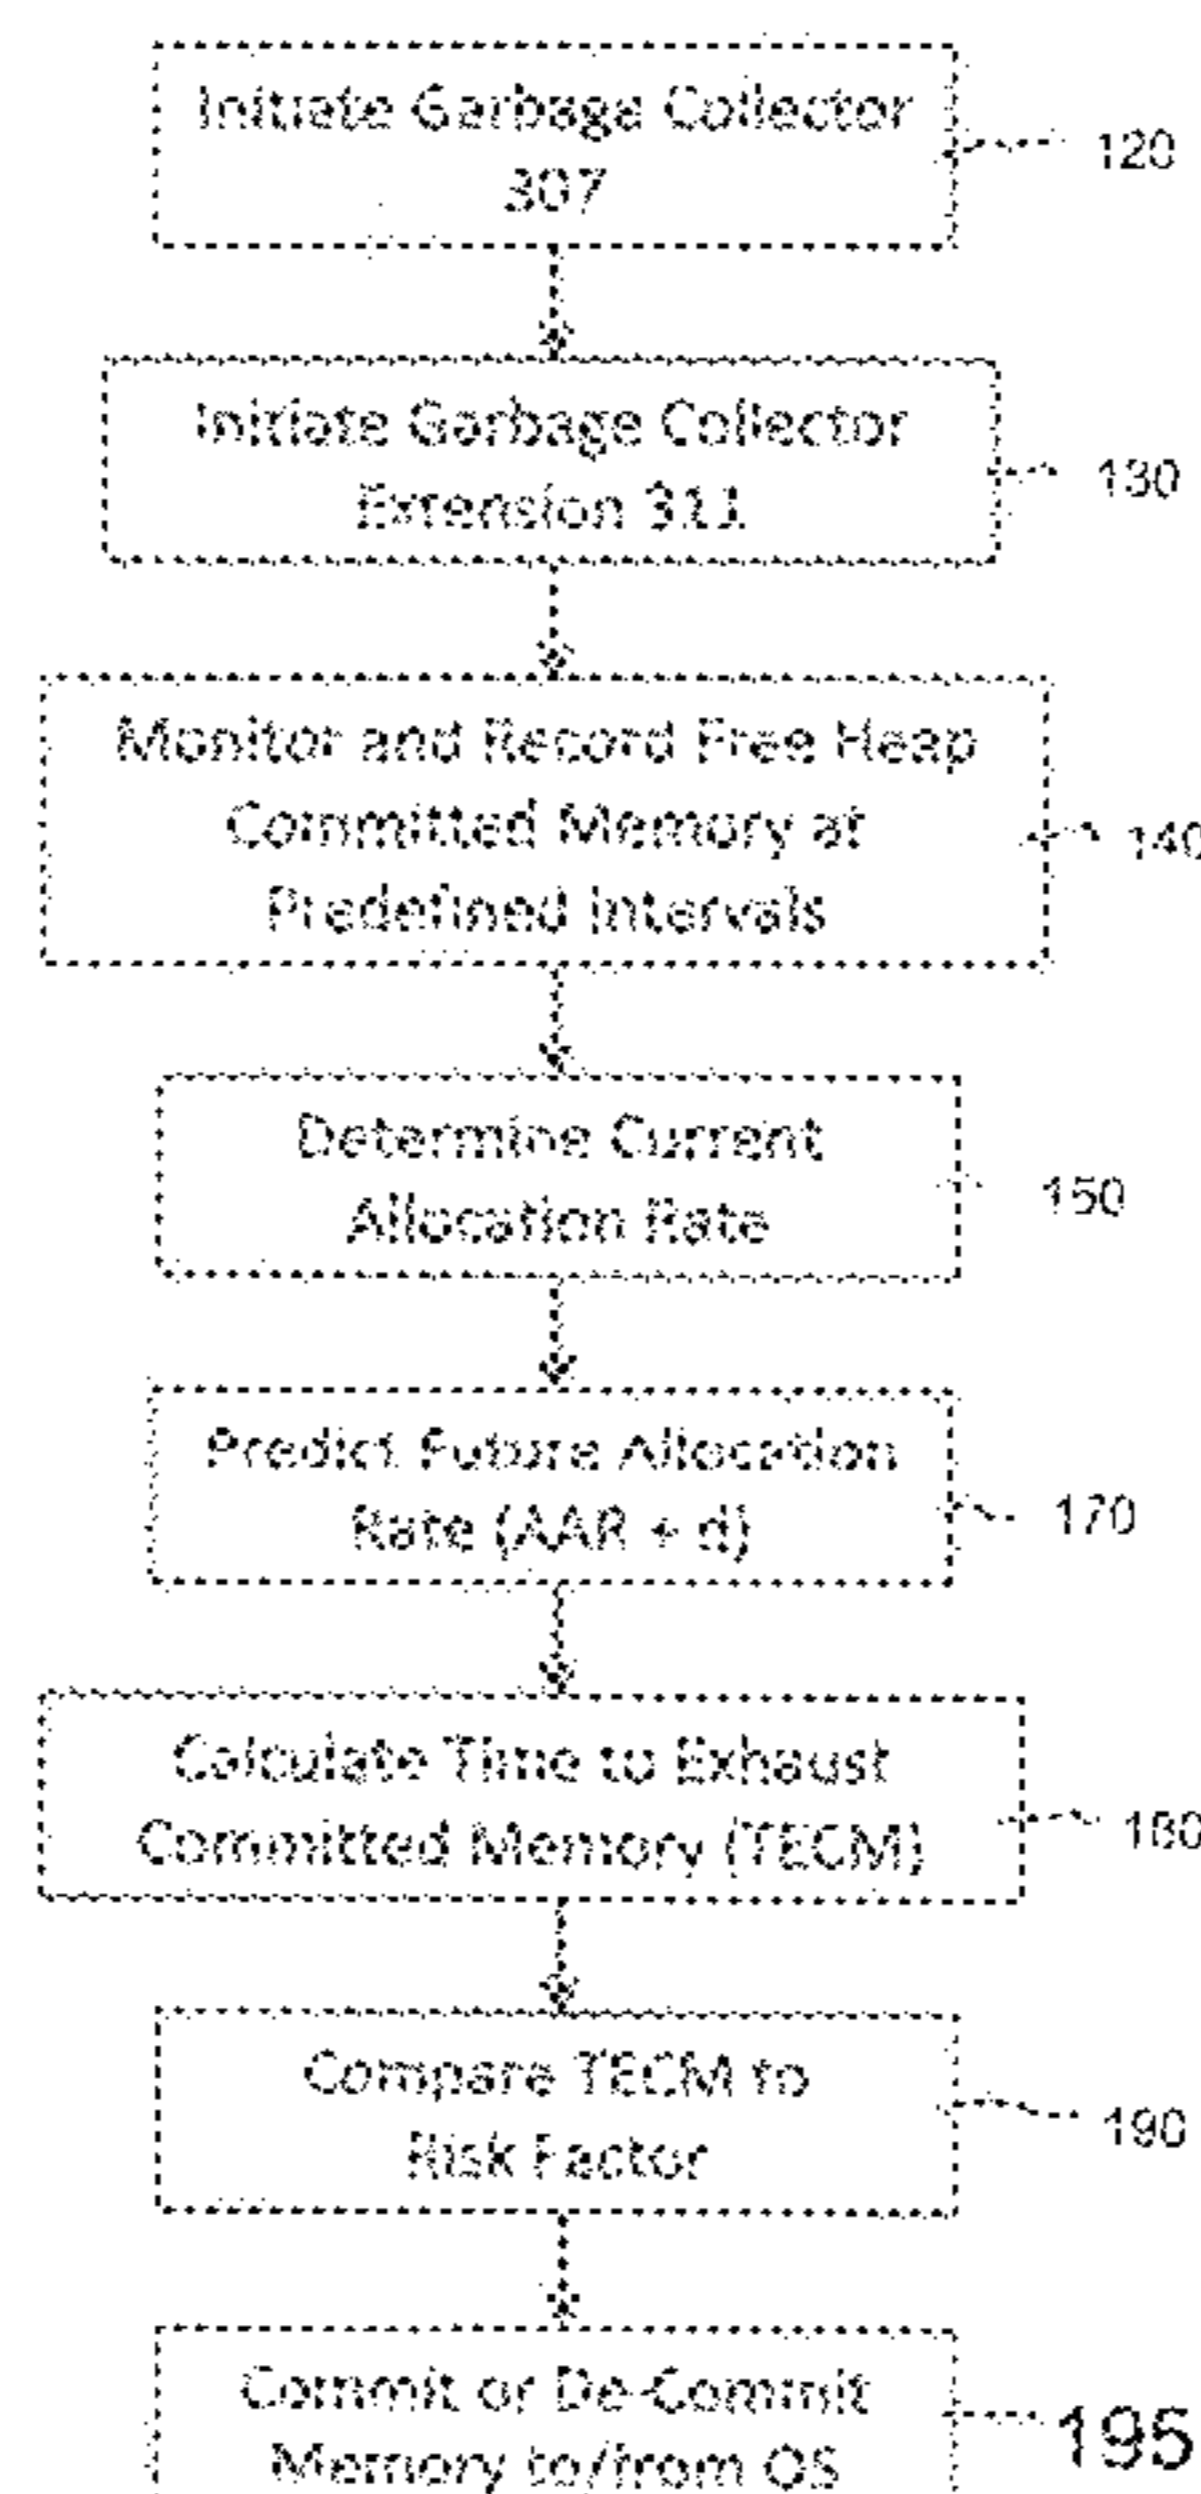 Initiate Garbage Collector
307
120
Initiate Garbage Collector
Extension 311
130
Monitor and Record Free Heap
Committed Memory at
Predefined Intervals
140
Determine Current
Allocation Rate
150
Predict Future Allocation
Rate (AAR + d)
170
Calculate Time to Exhaust
Committed Memory (TECM)
180
Compare TECM to
Risk Factor
190
Commit or De-Commit
Memory to/from OS
195